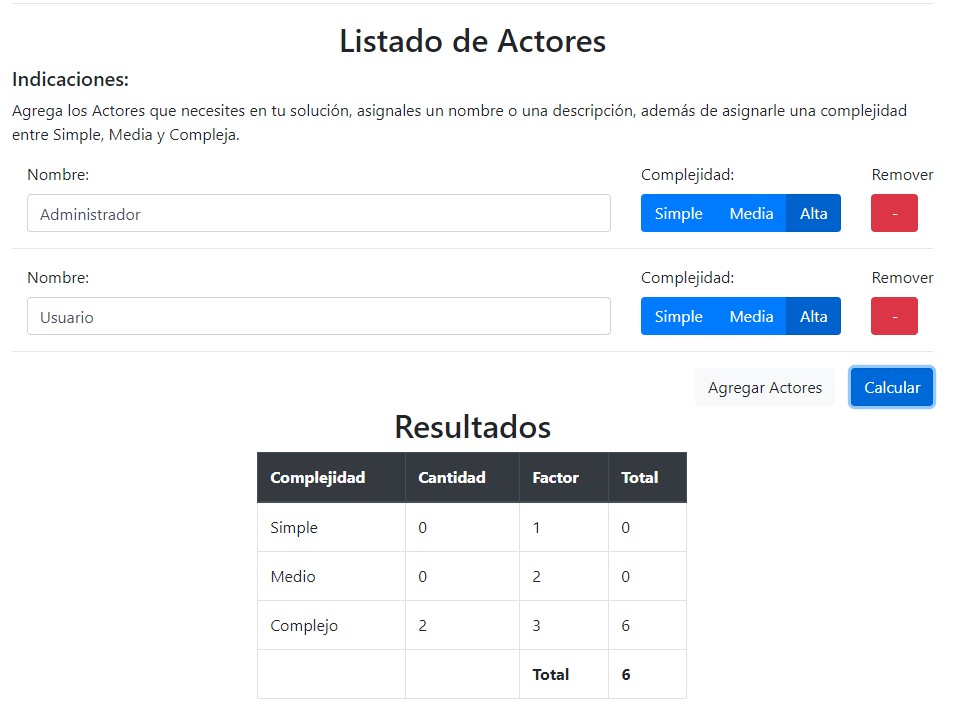 Listado de Actores
Indicaciones:
Agrega los Actores que necesites en tu solución, asignales un nombre o una descripción, además de asignarle una complejidad
entre Simple, Media y Compleja.
Nombre: Complejidad: Remover
Administrador Simple Media Alta -
Nombre: Complejidad: Remover
Usuario Simple Media Alta -
Agregar Actores Calcular
Resultados
Complejidad Cantidad Factor Total
Simple 0 1 0
Medio 0 2 0
Complejo 2 3 6
Total 6